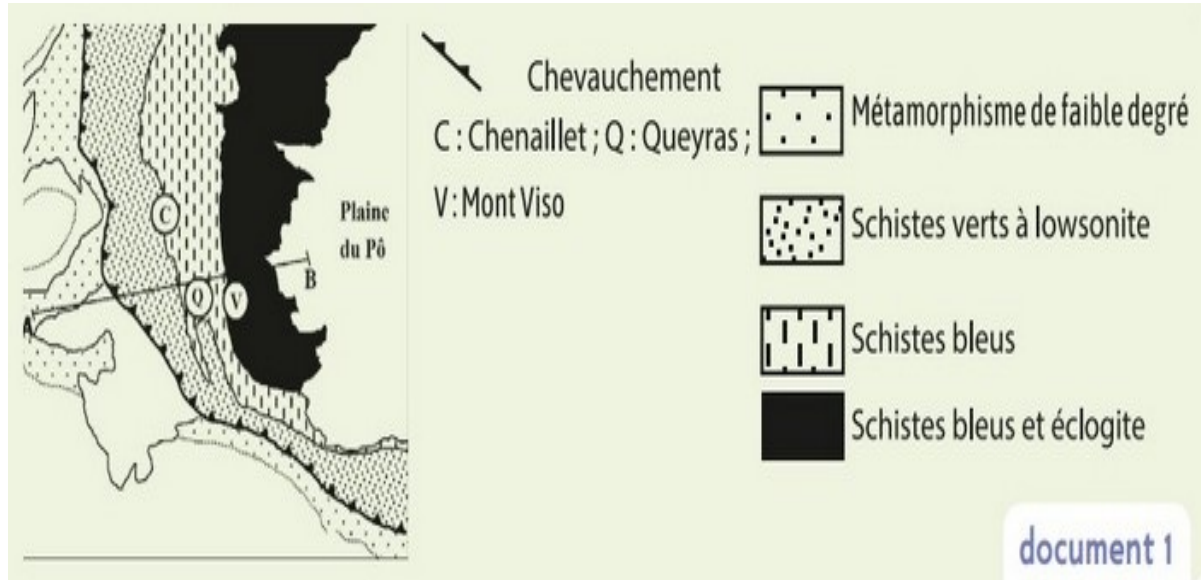 Chevauchement
C : Chenaillet ; Q : Queyras ;
V : Mont Viso
Métamorphisme de faible degré
Schistes verts à lowsonite
Schistes bleus
Schistes bleus et éclogite
C
Plaine
du Pô
B
Q
V
A
document 1